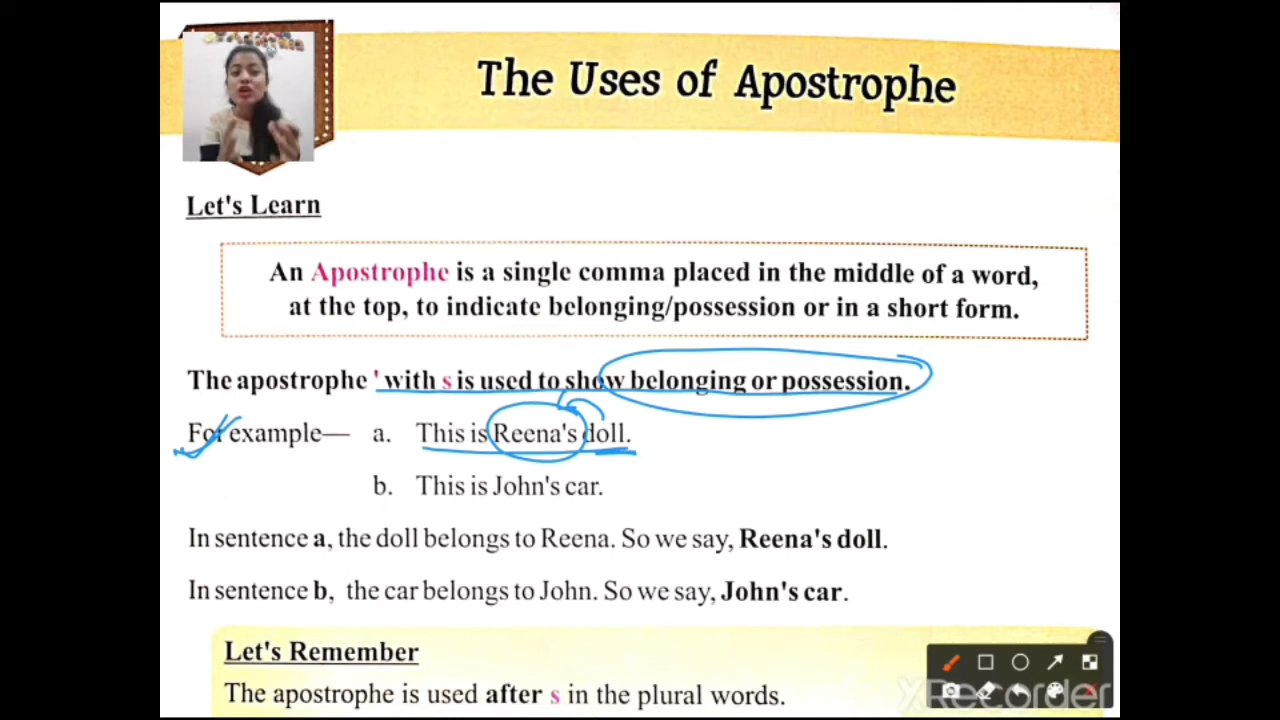 The Uses of Apostrophe
Let's Learn
An Apostrophe is a single comma placed in the middle of a word,
at the top, to indicate belonging/possession or in a short form.
The apostrophe ' with s is used to show belonging or possession.
For example— a. This is Reena's doll.
b. This is John's car.
In sentence a, the doll belongs to Reena. So we say, Reena's doll.
In sentence b, the car belongs to John. So we say, John's car.
Let's Remember
The apostrophe is used after s in the plural words.
XRecorder